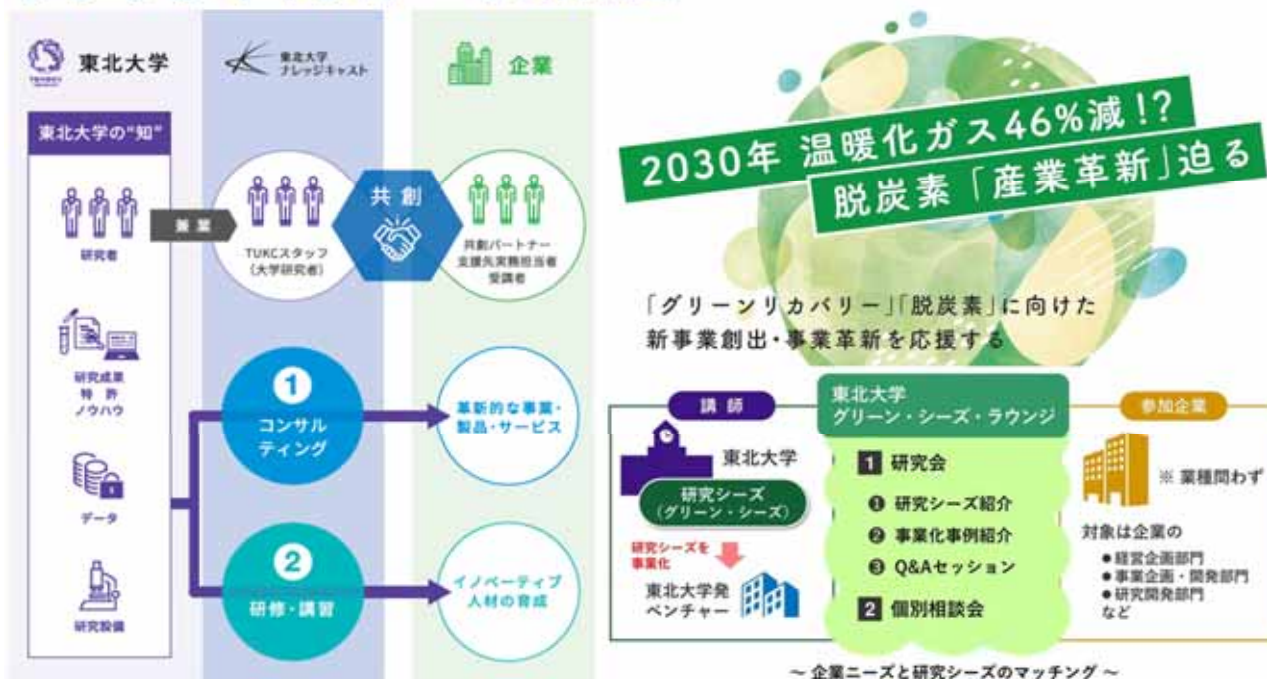 東北大学
東北大学
ナレッジキャスト
企業
東北大学の“知”
研究者
兼業
TUKCスタッフ
(大学研究者)
共創
共創パートナー
支援先実務担当者
受講者
研究成果
特許
ノウハウ
データ
研究設備
1
コンサル
ティング
革新的な事業・
製品・サービス
2
研修・講習
イノベーティブ
人材の育成
2030年 温暖化ガス46%減!?
脱炭素「産業革新」迫る
「グリーンリカバリー」「脱炭素」に向けた
新事業創出・事業革新を応援する
講師
東北大学
研究シーズ
(グリーン・シーズ)
研究シーズを
事業化
東北大学発
ベンチャー
東北大学
グリーン・シーズ・ラウンジ
1 研究会
❶ 研究シーズ紹介
❷ 事業化事例紹介
❸ Q&Aセッション
2 個別相談会
参加企業
※ 業種問わず
対象は企業の
●経営企画部門
●事業企画・開発部門
●研究開発部門
など
～ 企業ニーズと研究シーズのマッチング ～